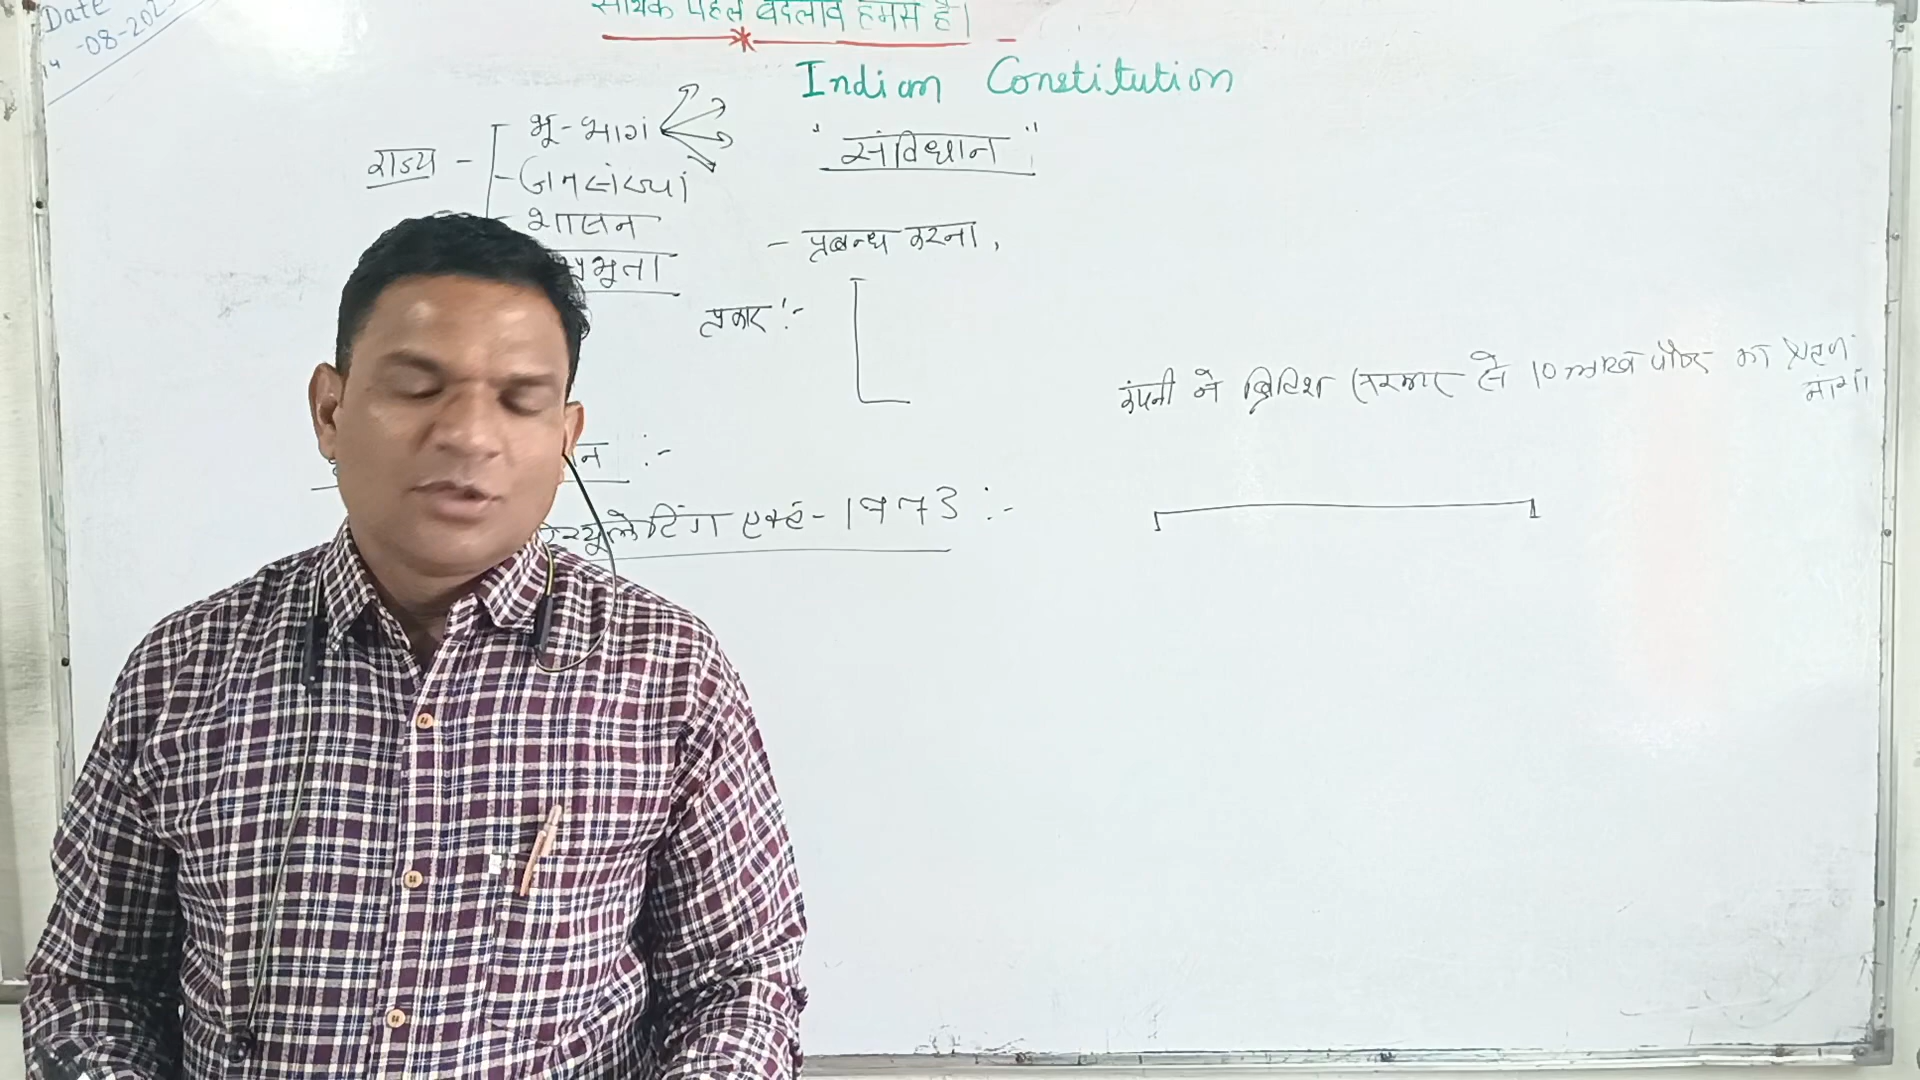 Date
-08-202
सार्थक पहल बदलाव हमसे है।
Indian Constitution
"संविधान"
राज्य -
भू-भाग
- जनसंख्या
शासन
प्रभुता
- प्रबन्ध करना,
प्रकार :-
कंपनी ने ब्रिटिश सरकार से 10 लाख पौण्ड का ऋण
मांगा।
न :-
रेग्यूलेटिंग एक्ट - 1773 :-